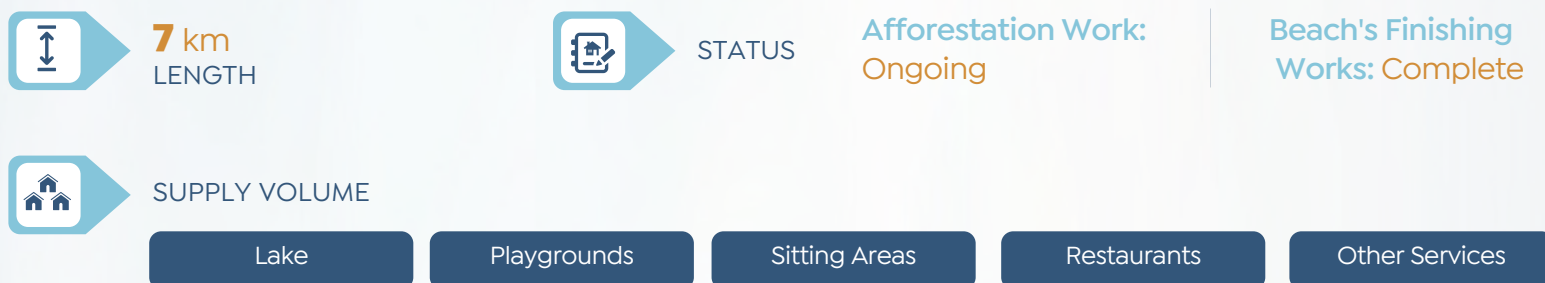 7 km
LENGTH
STATUS
Afforestation Work:
Ongoing
Beach's Finishing
Works: Complete
SUPPLY VOLUME
Lake
Playgrounds
Sitting Areas
Restaurants
Other Services